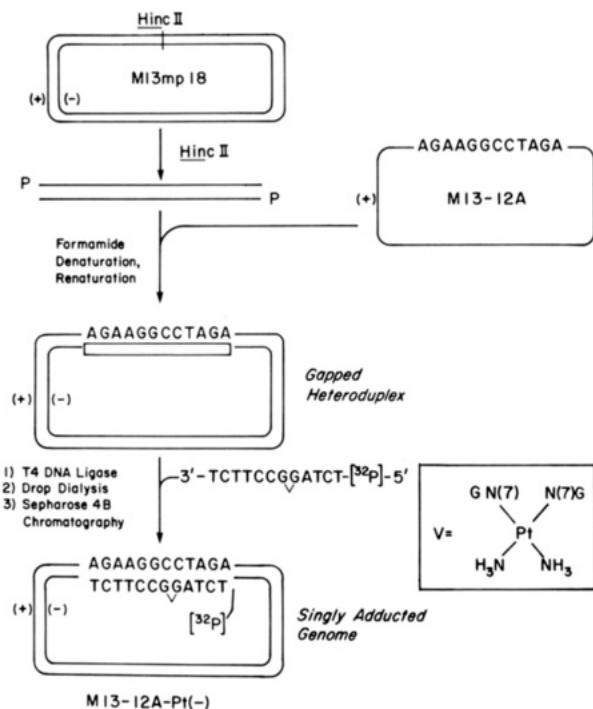 Hinc II
M13mp 18
(+) (-)
Hinc II
P
P
AGAAGGCCTAGA
(+)
M13-12A
Formamide
Denaturation,
Renaturation
AGAAGGCCTAGA
(+) (-)
Gapped
Heteroduplex
1) T4 DNA Ligase
2) Drop Dialysis
3) Sepharose 4B
Chromatography
3'-TCTTCCGGATCT-[32P]-5'
V=
G N(7) N(7)G
Pt
H3N NH3
AGAAGGCCTAGA
TCTTCCGGATCT
(+) (-)
[32P]
Singly Adducted
Genome
M13-12A-Pt(-)